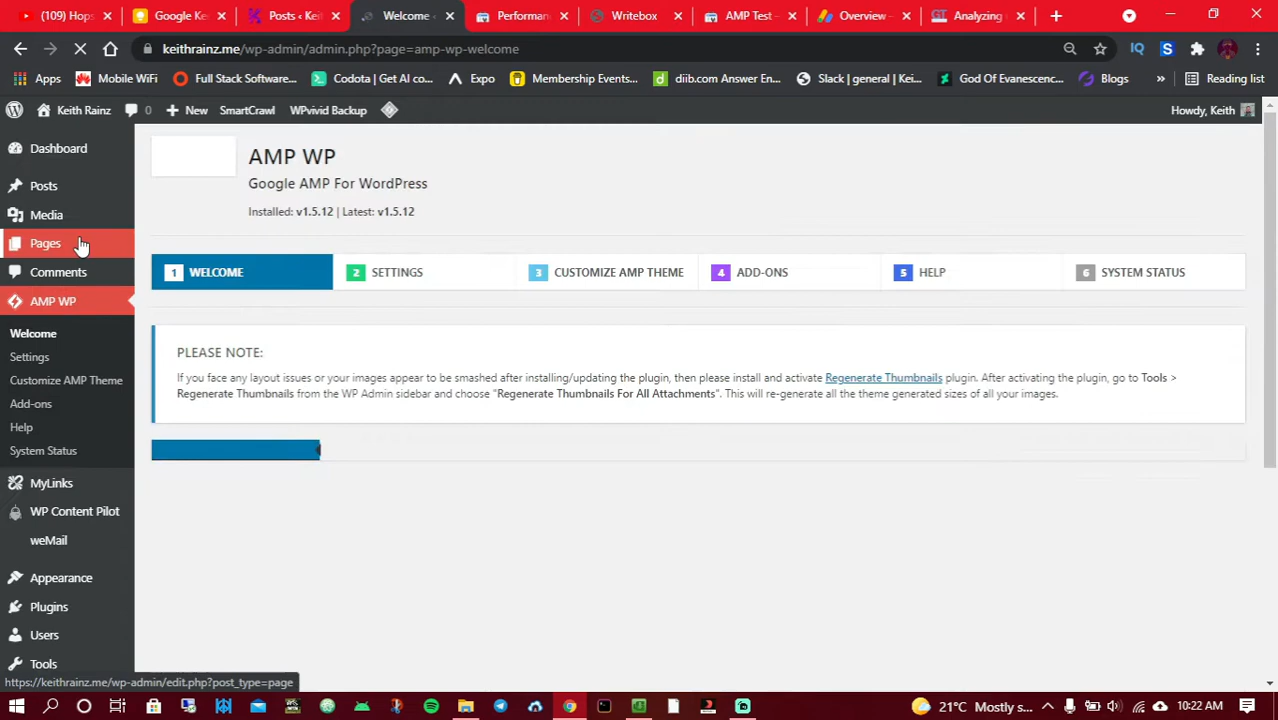 (109) Hops
Google Ke
Posts ‹ Keit
Welcome ‹
Performan
Writebox
AMP Test -
Overview –
Analyzing
keithrainz.me/wp-admin/admin.php?page=amp-wp-welcome
Apps
Mobile WiFi
Full Stack Software...
Codota | Get AI co...
Expo
Membership Events...
diib.com Answer En...
Slack | general | Kei...
God Of Evanescenc...
Blogs
»
Reading list
Keith Rainz
0
New
SmartCrawl
WPvivid Backup
Howdy, Keith
Dashboard
Posts
Media
Pages
Comments
AMP WP
Welcome
Settings
Customize AMP Theme
Add-ons
Help
System Status
MyLinks
WP Content Pilot
weMail
Appearance
Plugins
Users
Tools
AMP WP
Google AMP For WordPress
Installed: v1.5.12 | Latest: v1.5.12
1 WELCOME
2 SETTINGS
3 CUSTOMIZE AMP THEME
4 ADD-ONS
5 HELP
6 SYSTEM STATUS
PLEASE NOTE:
If you face any layout issues or your images appear to be smashed after installing/updating the plugin, then please install and activate Regenerate Thumbnails plugin. After activating the plugin, go to Tools >
Regenerate Thumbnails from the WP Admin sidebar and choose "Regenerate Thumbnails For All Attachments". This will re-generate all the theme generated sizes of all your images.
https://keithrainz.me/wp-admin/edit.php?post_type=page
21°C Mostly s...
10:22 AM